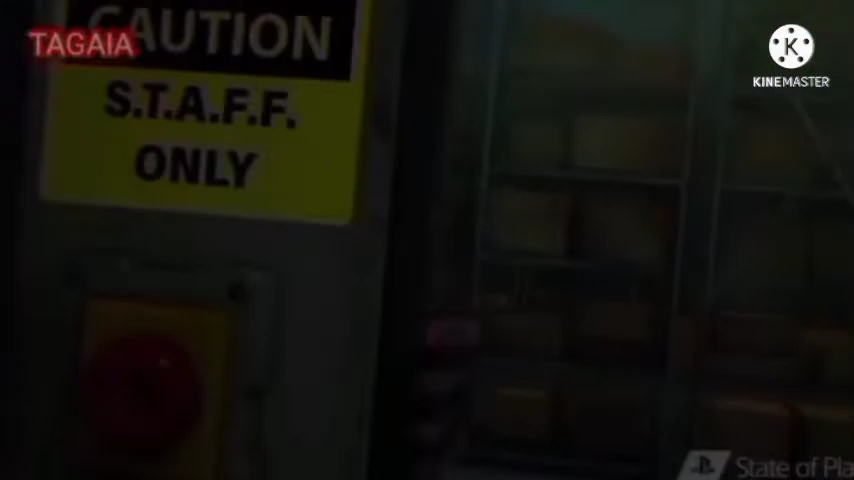 TAGAIA
CAUTION
S.T.A.F.F.
ONLY
K
KINEMASTER
State of Pla